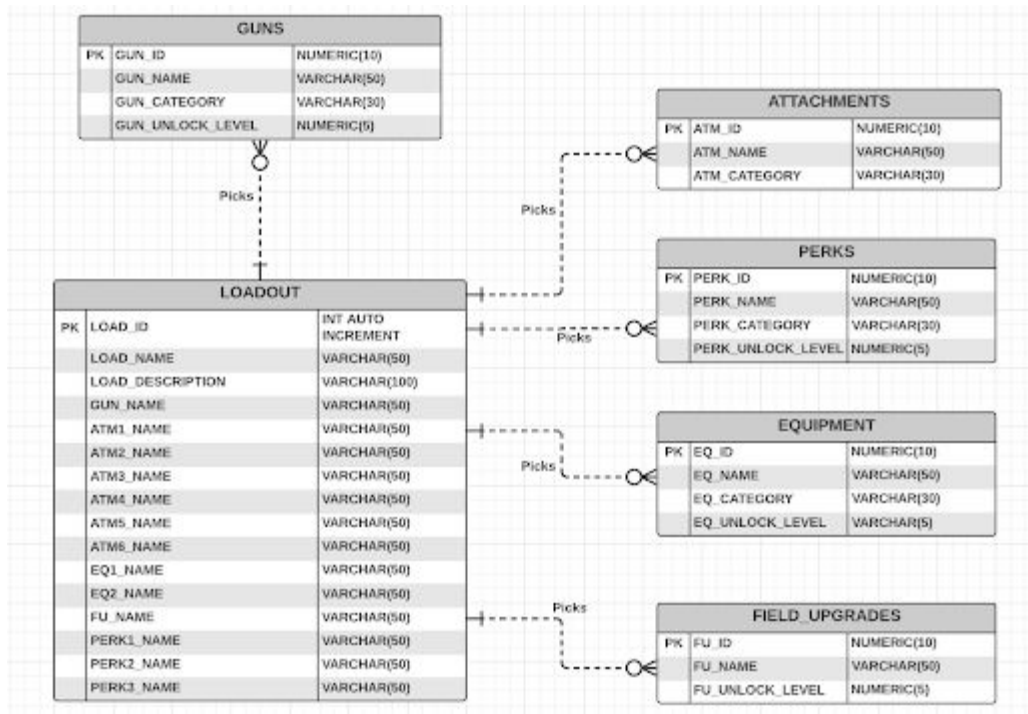 GUNS
PK GUN_ID NUMERIC(10)
GUN_NAME VARCHAR(50)
GUN_CATEGORY VARCHAR(30)
GUN_UNLOCK_LEVEL NUMERIC(5)
Picks
LOADOUT
PK LOAD_ID INT AUTO INCREMENT
LOAD_NAME VARCHAR(50)
LOAD_DESCRIPTION VARCHAR(100)
GUN_NAME VARCHAR(50)
ATM1_NAME VARCHAR(50)
ATM2_NAME VARCHAR(50)
ATM3_NAME VARCHAR(50)
ATM4_NAME VARCHAR(50)
ATM5_NAME VARCHAR(50)
ATM6_NAME VARCHAR(50)
EQ1_NAME VARCHAR(50)
EQ2_NAME VARCHAR(50)
FU_NAME VARCHAR(50)
PERK1_NAME VARCHAR(50)
PERK2_NAME VARCHAR(50)
PERK3_NAME VARCHAR(50)
Picks
ATTACHMENTS
PK ATM_ID NUMERIC(10)
ATM_NAME VARCHAR(50)
ATM_CATEGORY VARCHAR(30)
Picks
PERKS
PK PERK_ID NUMERIC(10)
PERK_NAME VARCHAR(50)
PERK_CATEGORY VARCHAR(30)
PERK_UNLOCK_LEVEL NUMERIC(5)
Picks
EQUIPMENT
PK EQ_ID NUMERIC(10)
EQ_NAME VARCHAR(50)
EQ_CATEGORY VARCHAR(30)
EQ_UNLOCK_LEVEL VARCHAR(5)
Picks
FIELD_UPGRADES
PK FU_ID NUMERIC(10)
FU_NAME VARCHAR(50)
FU_UNLOCK_LEVEL NUMERIC(5)